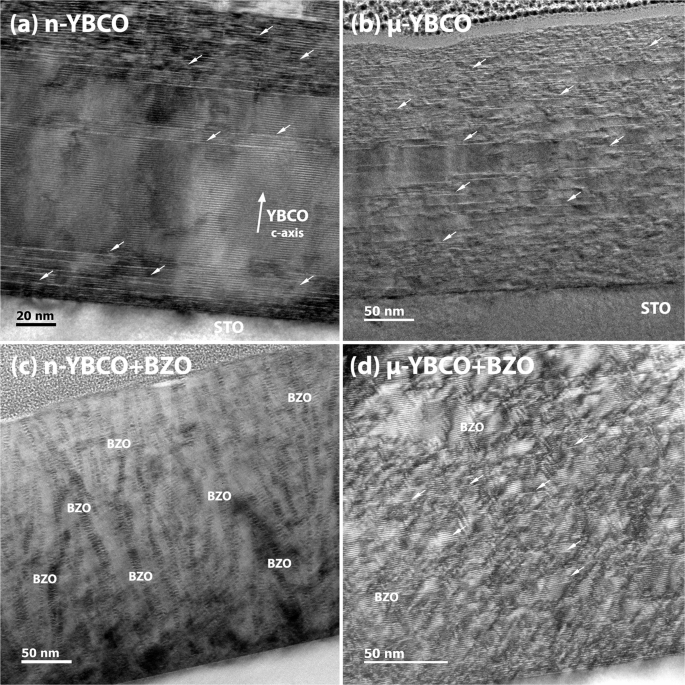 (a) n-YBCO
YBCO
c-axis
20 nm
STO
(b) μ-YBCO
50 nm
STO
(c) n-YBCO+BZO
BZO
BZO
BZO
BZO
BZO
BZO
BZO
50 nm
(d) μ-YBCO+BZO
BZO
BZO
50 nm